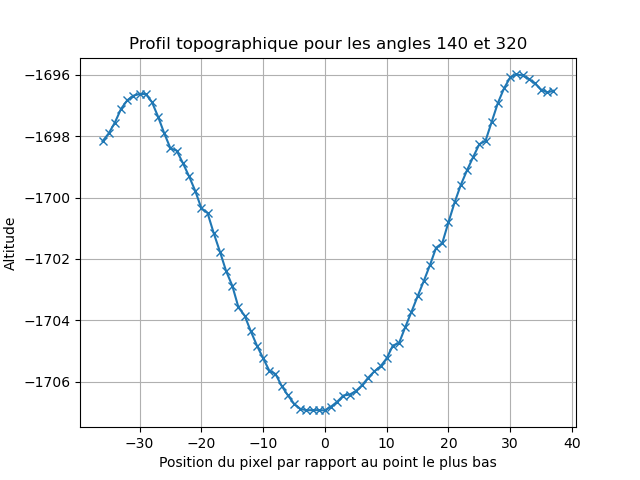 Profil topographique pour les angles 140 et 320
−1696
−1698
−1700
−1702
−1704
−1706
Altitude
−30 −20 −10 0 10 20 30 40
Position du pixel par rapport au point le plus bas